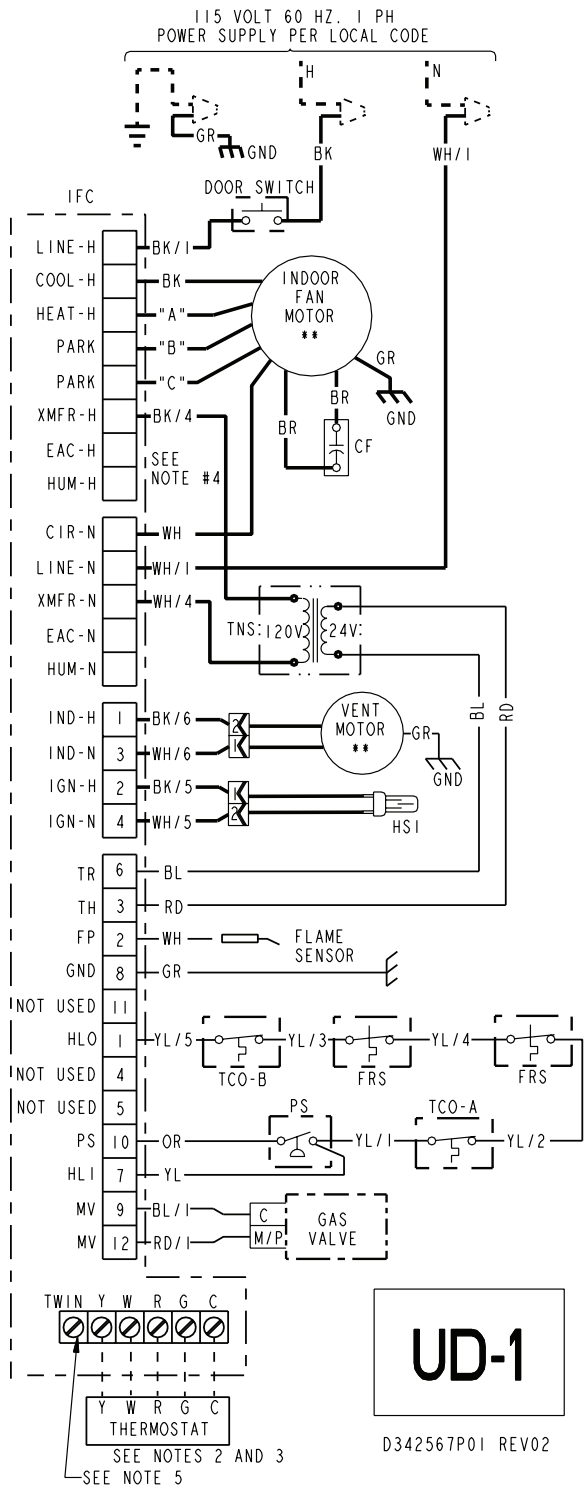 115 VOLT 60 HZ. 1 PH
POWER SUPPLY PER LOCAL CODE
H
N
GR
GND
BK
WH/1
IFC
DOOR SWITCH
LINE-H
BK/1
COOL-H
BK
INDOOR
FAN
MOTOR
**
HEAT-H
"A"
PARK
"B"
GR
PARK
"C"
GND
XMFR-H
BK/4
BR
BR
CF
EAC-H
SEE
NOTE #4
HUM-H
CIR-N
WH
LINE-N
WH/1
XMFR-N
WH/4
TNS:
120V
24V:
EAC-N
HUM-N
BL
RD
IND-H
1
BK/6
2
VENT
MOTOR
**
GR
GND
IND-N
3
WH/6
1
IGN-H
2
BK/5
1
IGN-N
4
WH/5
2
HSI
TR
6
BL
TH
3
RD
FP
2
WH
FLAME
SENSOR
GND
8
GR
NOT USED
11
HLO
1
YL/5
YL/3
YL/4
TCO-B
FRS
FRS
NOT USED
4
NOT USED
5
PS
TCO-A
PS
10
OR
YL/1
YL/2
HLI
7
YL
MV
9
BL/1
C
GAS
VALVE
MV
12
RD/1
M/P
TWIN Y W R G C
Y W R G C
THERMOSTAT
SEE NOTES 2 AND 3
SEE NOTE 5
UD-1
D342567P01 REV02